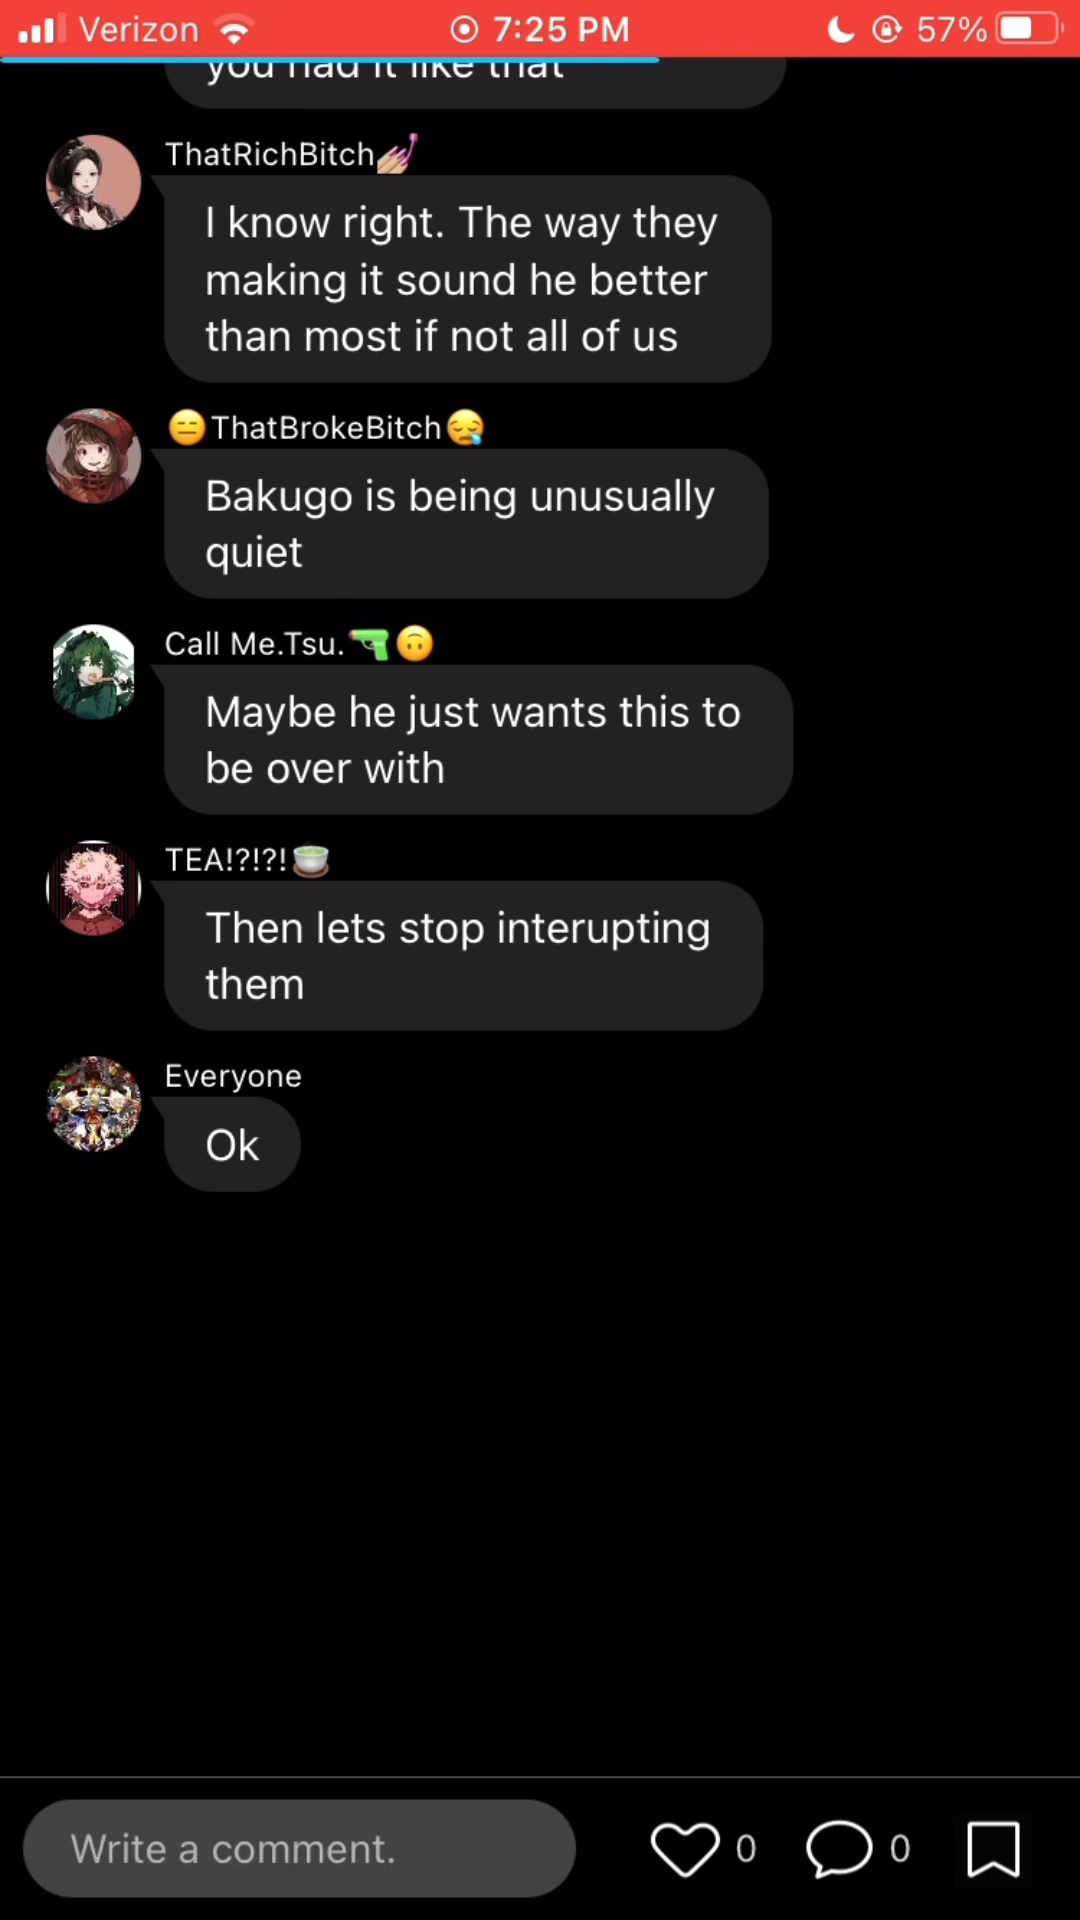 Verizon 7:25 PM 57%
you had it like that
ThatRichBitch💅
I know right. The way they
making it sound he better
than most if not all of us
😑ThatBrokeBitch😪
Bakugo is being unusually
quiet
Call Me.Tsu.🔫🙃
Maybe he just wants this to
be over with
TEA!?!?!🍵
Then lets stop interupting
them
Everyone
Ok
Write a comment. 0 0